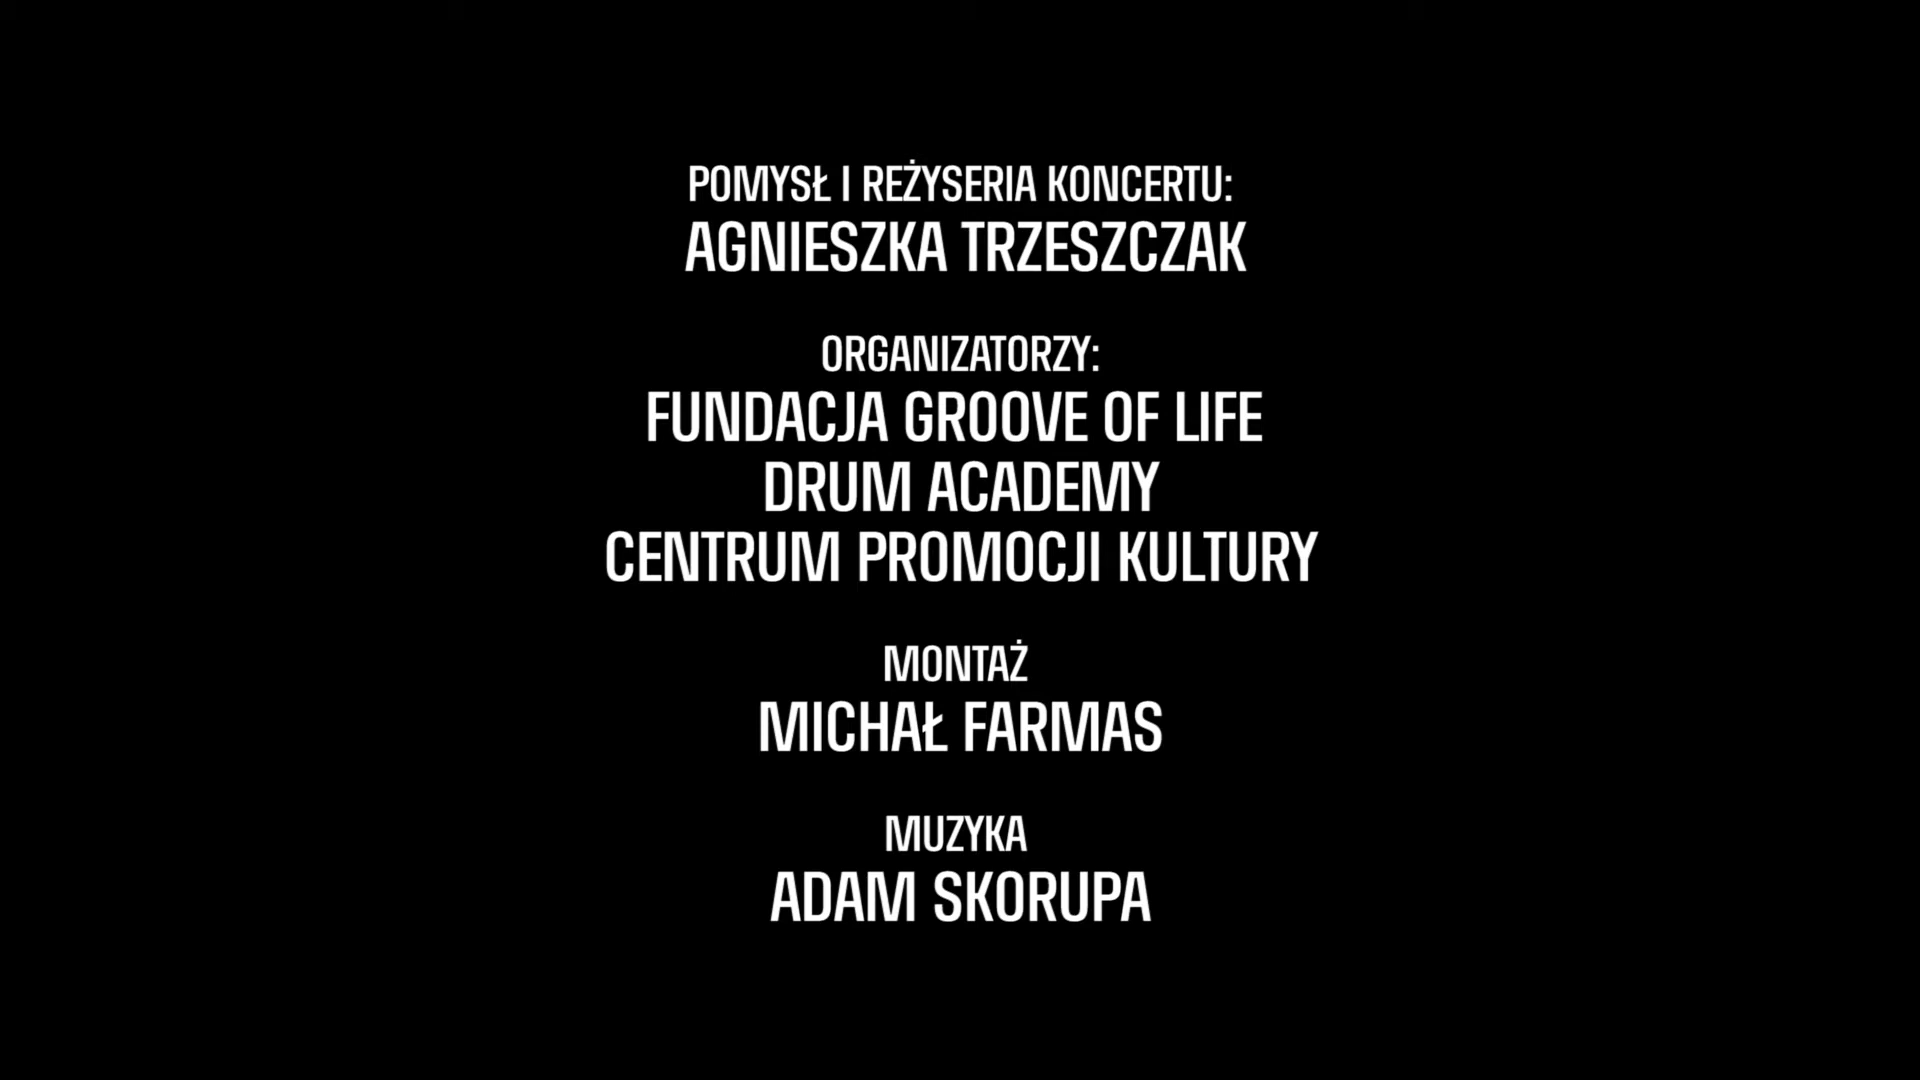 POMYSŁ I REŻYSERIA KONCERTU:
AGNIESZKA TRZESZCZAK
ORGANIZATORZY:
FUNDACJA GROOVE OF LIFE
DRUM ACADEMY
CENTRUM PROMOCJI KULTURY
MONTAŻ
MICHAŁ FARMAS
MUZYKA
ADAM SKORUPA